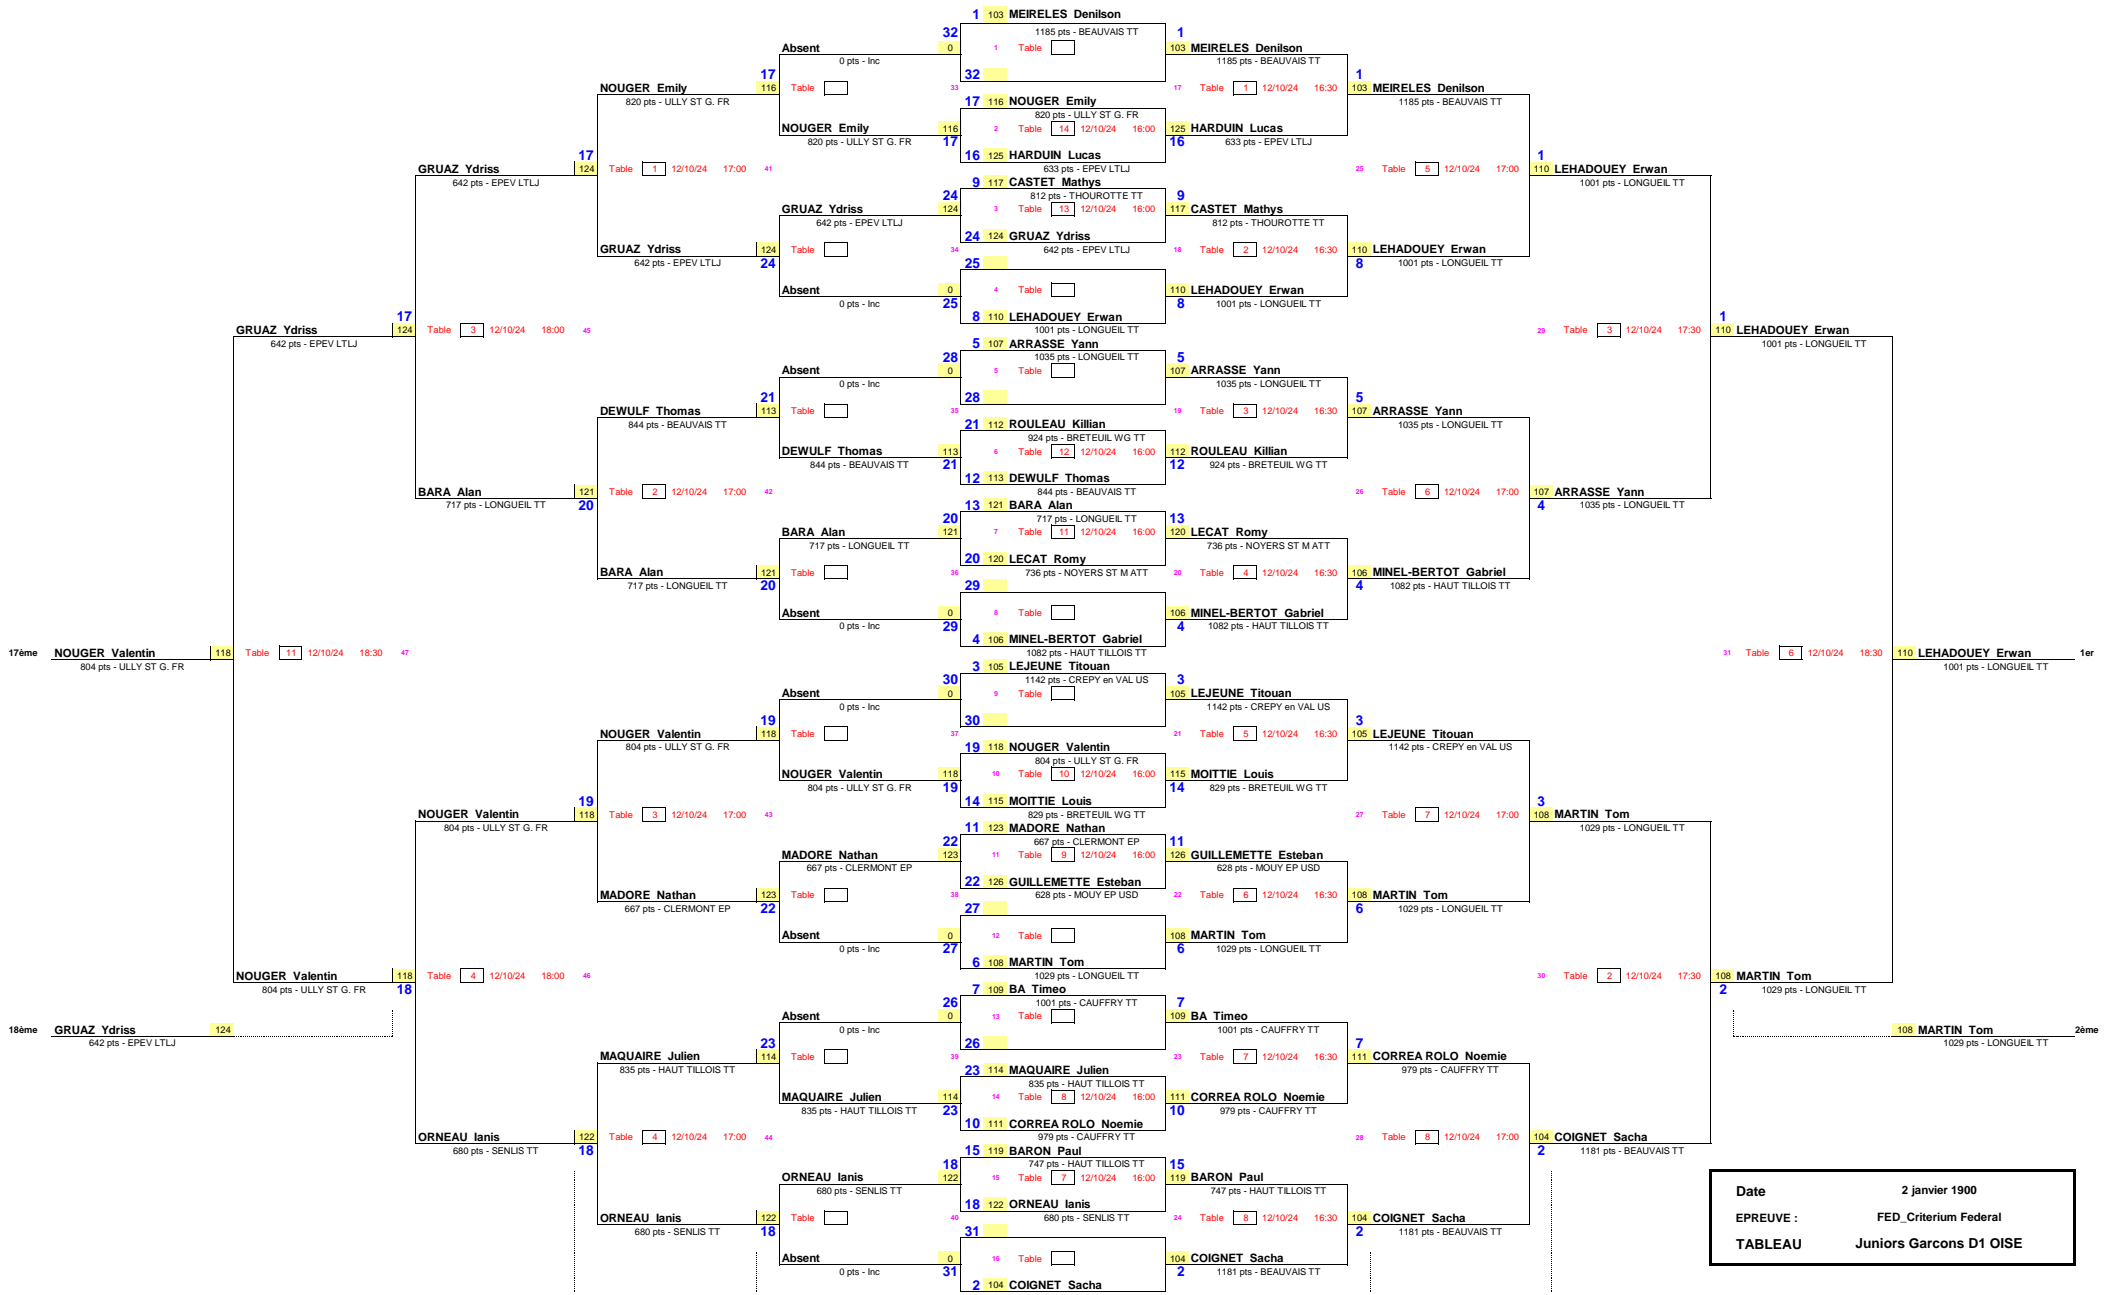 1 103 MEIRELES Denilson
32 1185 pts - BEAUVAIS TT 1
Absent 0 1 Table 103 MEIRELES Denilson
0 pts - Inc 1185 pts - BEAUVAIS TT
17 32 1
NOUGER Emily 116 Table 33 17 Table 1 12/10/24 16:30 103 MEIRELES Denilson
820 pts - ULLY ST G. FR 17 116 NOUGER Emily 1185 pts - BEAUVAIS TT
820 pts - ULLY ST G. FR
NOUGER Emily 116 2 Table 14 12/10/24 16:00 125 HARDUIN Lucas
820 pts - ULLY ST G. FR 17 16 633 pts - EPEV LTLJ
17 16 125 HARDUIN Lucas 1
GRUAZ Ydriss 124 Table 1 12/10/24 17:00 41 633 pts - EPEV LTLJ 25 Table 5 12/10/24 17:00 110 LEHADOUEY Erwan
642 pts - EPEV LTLJ 9 117 CASTET Mathys 1001 pts - LONGUEIL TT
24 812 pts - THOUROTTE TT 9
GRUAZ Ydriss 124 3 Table 13 12/10/24 16:00 117 CASTET Mathys
642 pts - EPEV LTLJ 812 pts - THOUROTTE TT
24 124 GRUAZ Ydriss
GRUAZ Ydriss 124 Table 34 642 pts - EPEV LTLJ 18 Table 2 12/10/24 16:30 110 LEHADOUEY Erwan
642 pts - EPEV LTLJ 24 25 8 1001 pts - LONGUEIL TT
Absent 0 4 Table 110 LEHADOUEY Erwan
0 pts - Inc 25 8 1001 pts - LONGUEIL TT
17 8 110 LEHADOUEY Erwan 1
GRUAZ Ydriss 124 Table 3 12/10/24 18:00 45 1001 pts - LONGUEIL TT 29 Table 3 12/10/24 17:30 110 LEHADOUEY Erwan
642 pts - EPEV LTLJ 5 107 ARRASSE Yann 1001 pts - LONGUEIL TT
28 1035 pts - LONGUEIL TT 5
Absent 0 5 Table 107 ARRASSE Yann
0 pts - Inc 1035 pts - LONGUEIL TT
21 28 5
DEWULF Thomas 113 Table 35 19 Table 3 12/10/24 16:30 107 ARRASSE Yann
844 pts - BEAUVAIS TT 21 112 ROULEAU Killian 1035 pts - LONGUEIL TT
924 pts - BRETEUIL WG TT
DEWULF Thomas 113 6 Table 12 12/10/24 16:00 112 ROULEAU Killian
844 pts - BEAUVAIS TT 21 12 924 pts - BRETEUIL WG TT
12 113 DEWULF Thomas
BARA Alan 121 Table 2 12/10/24 17:00 42 844 pts - BEAUVAIS TT 26 Table 6 12/10/24 17:00 107 ARRASSE Yann
717 pts - LONGUEIL TT 20 13 121 BARA Alan 4 1035 pts - LONGUEIL TT
20 717 pts - LONGUEIL TT 13
BARA Alan 121 7 Table 11 12/10/24 16:00 120 LECAT Romy
717 pts - LONGUEIL TT 736 pts - NOYERS ST M ATT
20 120 LECAT Romy
BARA Alan 121 Table 36 736 pts - NOYERS ST M ATT 20 Table 4 12/10/24 16:30 106 MINEL-BERTOT Gabriel
717 pts - LONGUEIL TT 20 29 4 1082 pts - HAUT TILLOIS TT
Absent 0 8 Table 106 MINEL-BERTOT Gabriel
0 pts - Inc 29 4 1082 pts - HAUT TILLOIS TT
4 106 MINEL-BERTOT Gabriel
17ème NOUGER Valentin 118 Table 11 12/10/24 18:30 47 1082 pts - HAUT TILLOIS TT 31 Table 6 12/10/24 18:30 110 LEHADOUEY Erwan 1er
804 pts - ULLY ST G. FR 3 105 LEJEUNE Titouan 1001 pts - LONGUEIL TT
30 1142 pts - CREPY en VAL US 3
Absent 0 9 Table 105 LEJEUNE Titouan
0 pts - Inc 1142 pts - CREPY en VAL US
19 30 3
NOUGER Valentin 118 Table 37 21 Table 5 12/10/24 16:30 105 LEJEUNE Titouan
804 pts - ULLY ST G. FR 19 118 NOUGER Valentin 1142 pts - CREPY en VAL US
804 pts - ULLY ST G. FR
NOUGER Valentin 118 10 Table 10 12/10/24 16:00 115 MOITTIE Louis
804 pts - ULLY ST G. FR 19 14 829 pts - BRETEUIL WG TT
19 14 115 MOITTIE Louis 3
NOUGER Valentin 118 Table 3 12/10/24 17:00 43 829 pts - BRETEUIL WG TT 27 Table 7 12/10/24 17:00 108 MARTIN Tom
804 pts - ULLY ST G. FR 11 123 MADORE Nathan 1029 pts - LONGUEIL TT
22 667 pts - CLERMONT EP 11
MADORE Nathan 123 11 Table 9 12/10/24 16:00 126 GUILLEMETTE Esteban
667 pts - CLERMONT EP 628 pts - MOUY EP USD
22 126 GUILLEMETTE Esteban
MADORE Nathan 123 Table 38 628 pts - MOUY EP USD 22 Table 6 12/10/24 16:30 108 MARTIN Tom
667 pts - CLERMONT EP 22 27 6 1029 pts - LONGUEIL TT
Absent 0 12 Table 108 MARTIN Tom
0 pts - Inc 27 6 1029 pts - LONGUEIL TT
6 108 MARTIN Tom
NOUGER Valentin 118 Table 4 12/10/24 18:00 46 1029 pts - LONGUEIL TT 30 Table 2 12/10/24 17:30 108 MARTIN Tom
804 pts - ULLY ST G. FR 18 7 109 BA Timeo 2 1029 pts - LONGUEIL TT
26 1001 pts - CAUFFRY TT 7
Absent 0 13 Table 109 BA Timeo
18ème GRUAZ Ydriss 124 0 pts - Inc 1001 pts - CAUFFRY TT 108 MARTIN Tom 2ème
642 pts - EPEV LTLJ 23 26 7 1029 pts - LONGUEIL TT
MAQUAIRE Julien 114 Table 39 23 Table 7 12/10/24 16:30 111 CORREA ROLO Noemie
835 pts - HAUT TILLOIS TT 23 114 MAQUAIRE Julien 979 pts - CAUFFRY TT
835 pts - HAUT TILLOIS TT
MAQUAIRE Julien 114 14 Table 8 12/10/24 16:00 111 CORREA ROLO Noemie
835 pts - HAUT TILLOIS TT 23 10 979 pts - CAUFFRY TT
10 111 CORREA ROLO Noemie
ORNEAU Ianis 122 Table 4 12/10/24 17:00 44 979 pts - CAUFFRY TT 28 Table 8 12/10/24 17:00 104 COIGNET Sacha
680 pts - SENLIS TT 18 15 119 BARON Paul 2 1181 pts - BEAUVAIS TT
18 747 pts - HAUT TILLOIS TT 15
ORNEAU Ianis 122 15 Table 7 12/10/24 16:00 119 BARON Paul
680 pts - SENLIS TT 747 pts - HAUT TILLOIS TT
Date 2 janvier 1900
18 122 ORNEAU Ianis
ORNEAU Ianis 122 Table 40 680 pts - SENLIS TT 24 Table 8 12/10/24 16:30 104 COIGNET Sacha
EPREUVE : FED_Criterium Federal
680 pts - SENLIS TT 18 31 2 1181 pts - BEAUVAIS TT
TABLEAU Juniors Garcons D1 OISE
Absent 0 16 Table 104 COIGNET Sacha
0 pts - Inc 31 2 1181 pts - BEAUVAIS TT
2 104 COIGNET Sacha